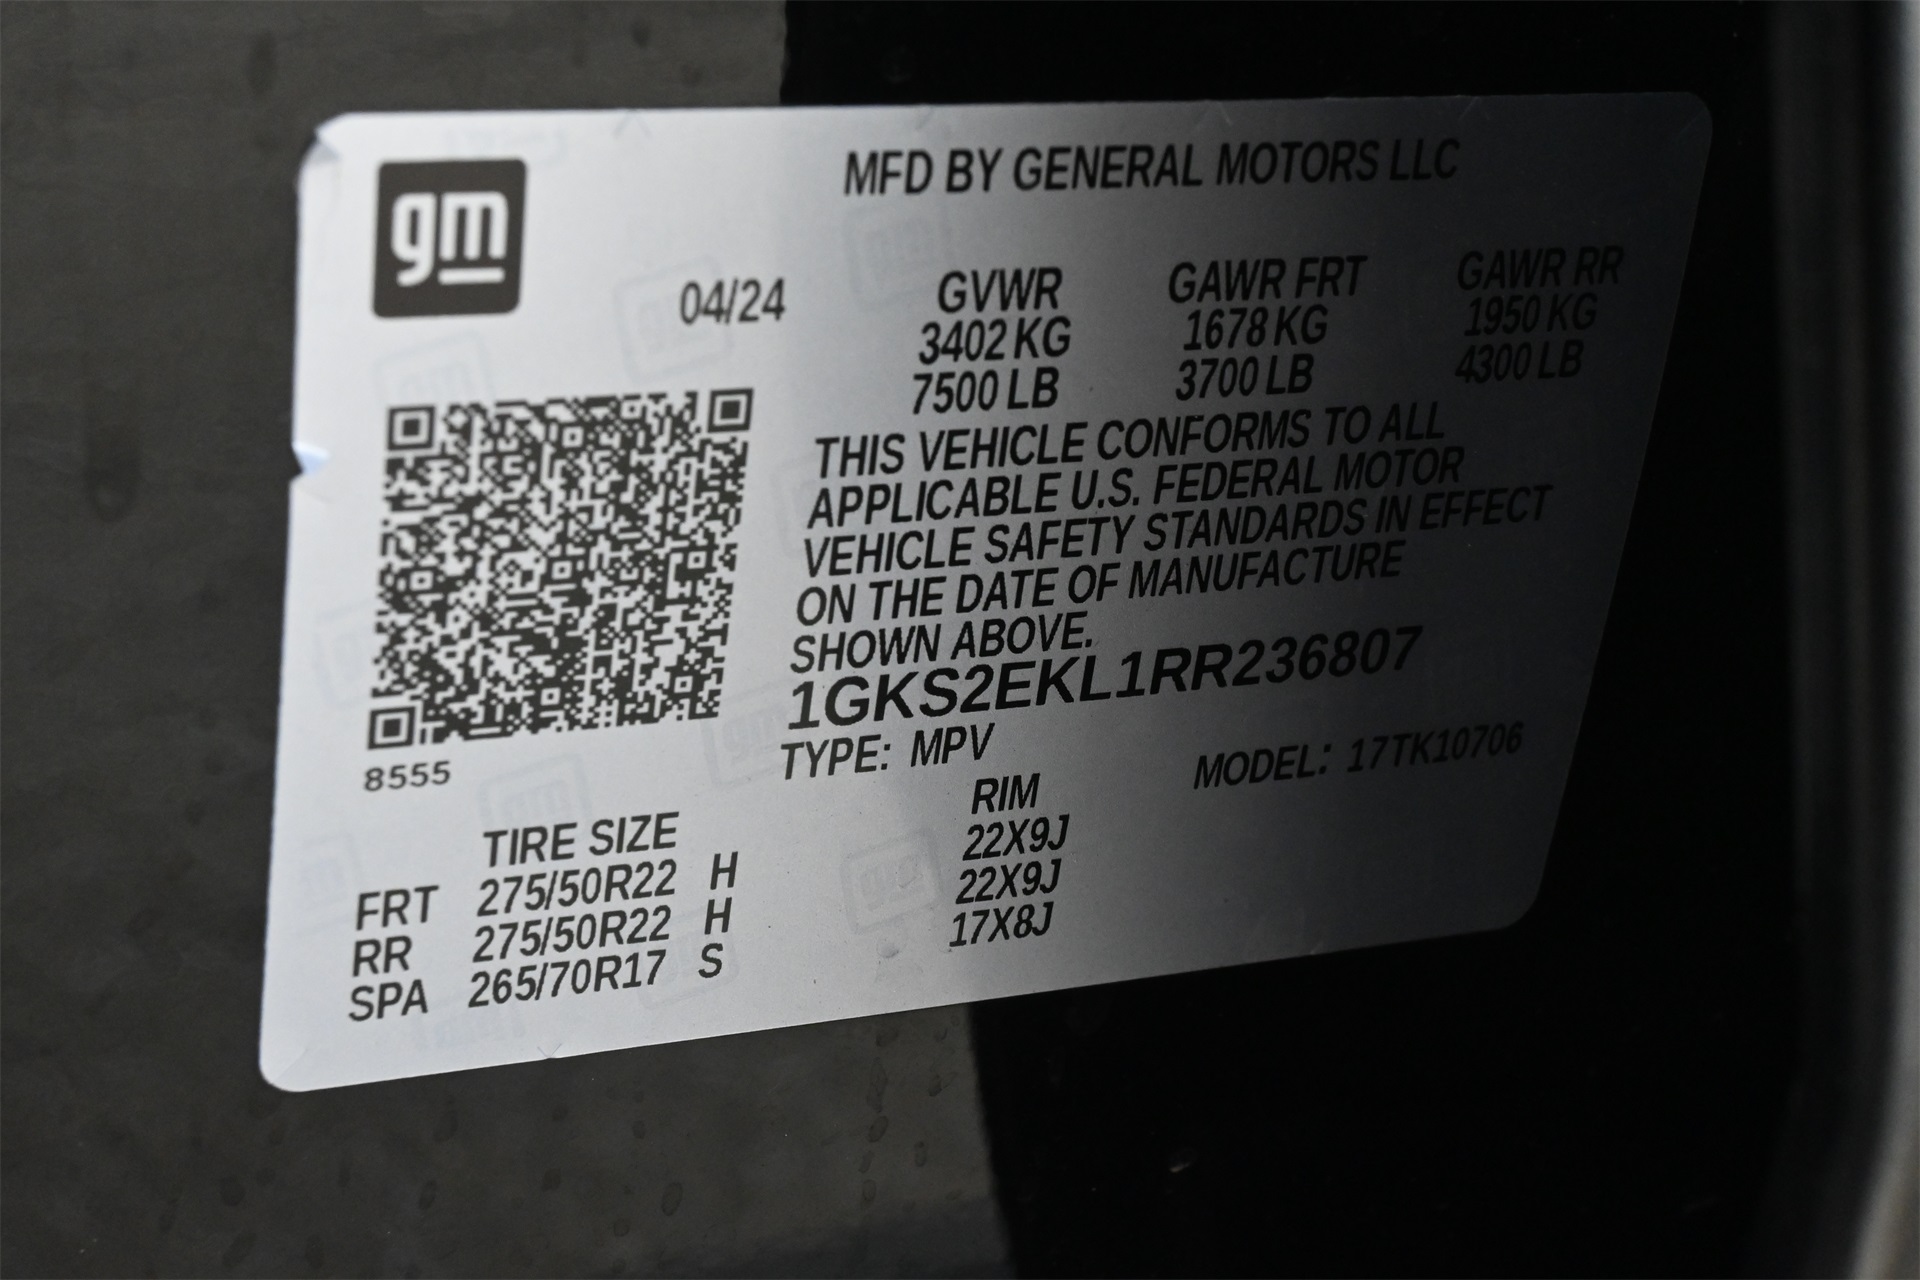 gm
MFD BY GENERAL MOTORS LLC
04/24
GVWR GAWR FRT GAWR RR
3402 KG 1678 KG 1950 KG
7500 LB 3700 LB 4300 LB
THIS VEHICLE CONFORMS TO ALL
APPLICABLE U.S. FEDERAL MOTOR
VEHICLE SAFETY STANDARDS IN EFFECT
ON THE DATE OF MANUFACTURE
SHOWN ABOVE.
1GKS2EKL1RR236807
TYPE: MPV MODEL: 17TK10706
8555
TIRE SIZE RIM
FRT 275/50R22 H 22X9J
RR 275/50R22 H 22X9J
SPA 265/70R17 S 17X8J